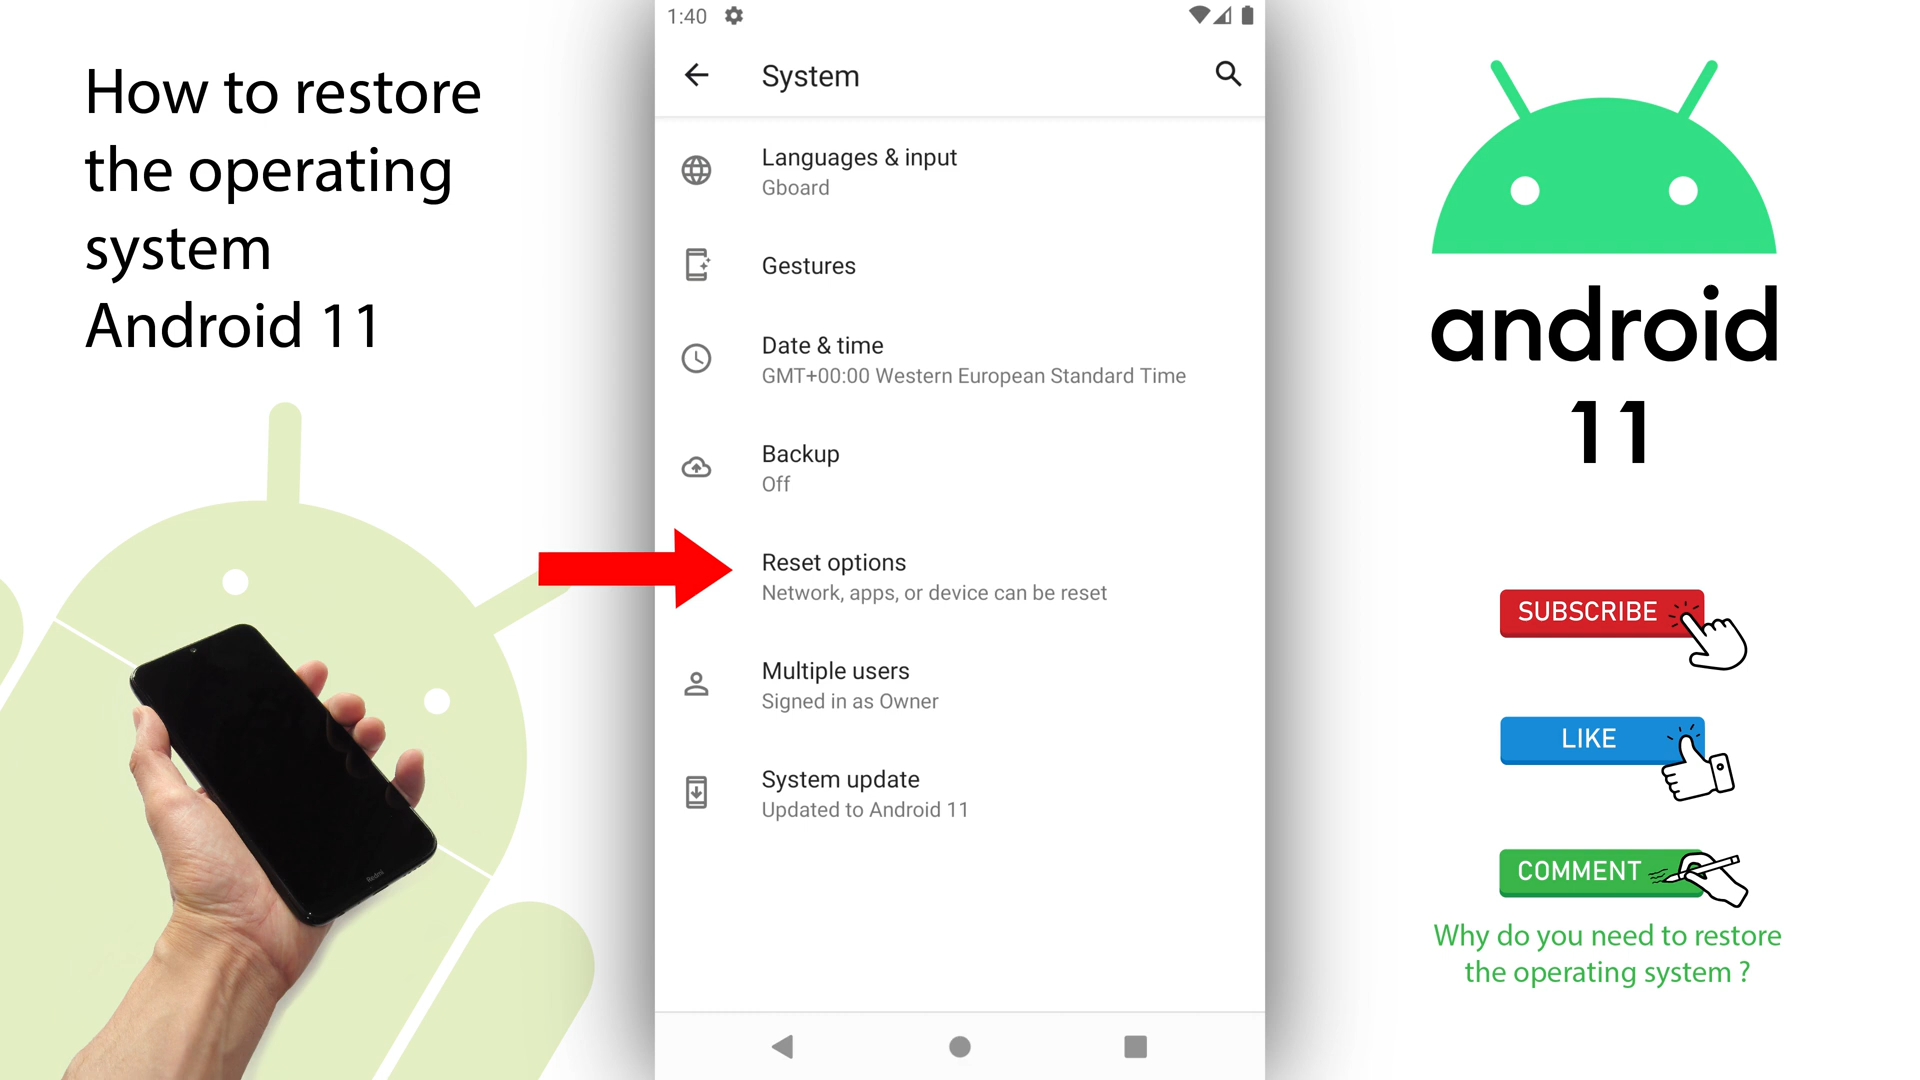 How to restore
the operating
system
Android 11
1:40
System
Languages & input
Gboard
Gestures
Date & time
GMT+00:00 Western European Standard Time
Backup
Off
Reset options
Network, apps, or device can be reset
Multiple users
Signed in as Owner
System update
Updated to Android 11
Redmi
android
11
SUBSCRIBE
LIKE
COMMENT
Why do you need to restore
the operating system ?